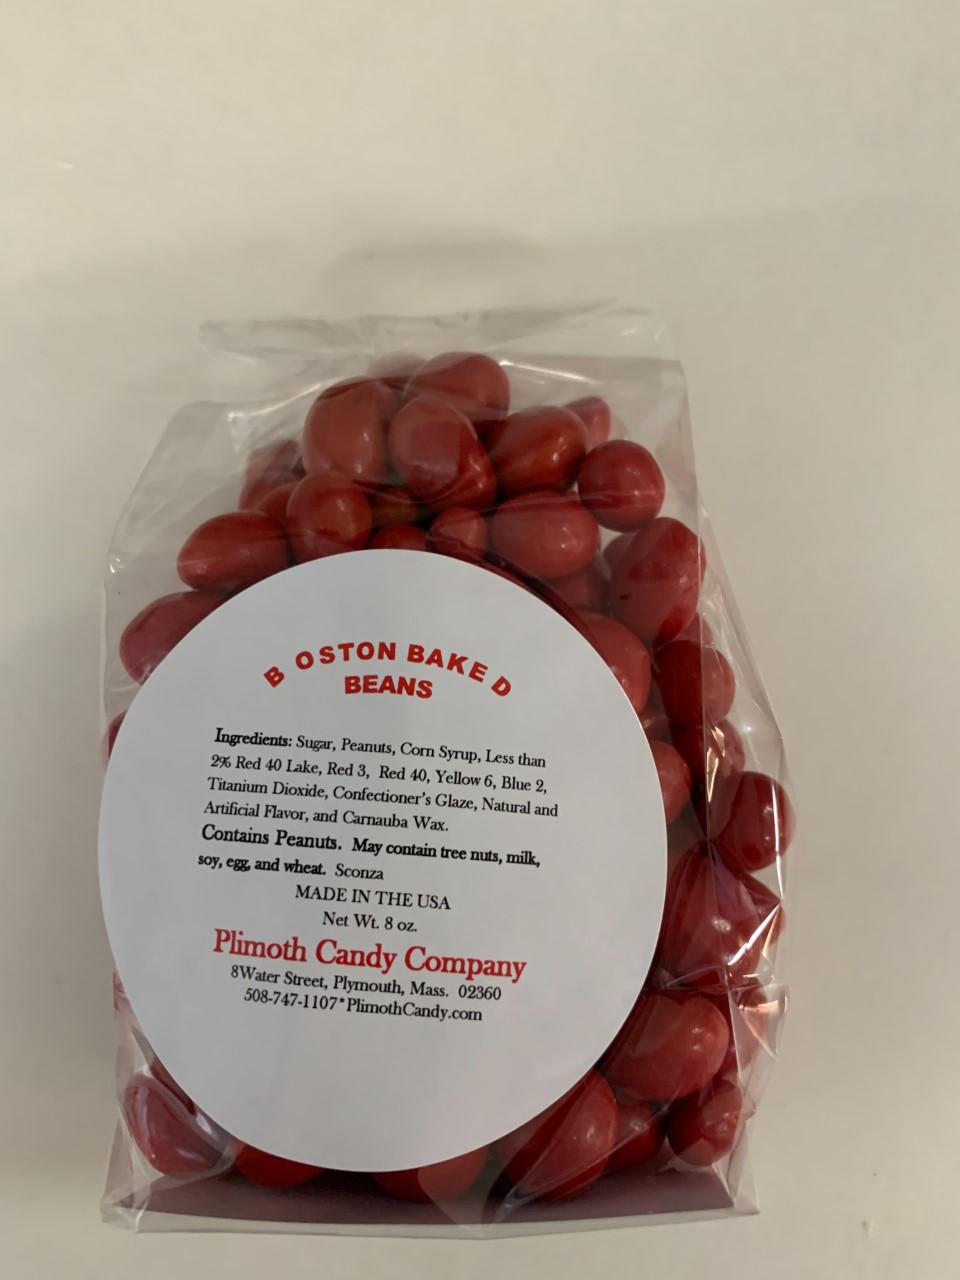 BOSTON BAKED
BEANS
Ingredients: Sugar, Peanuts, Corn Syrup, Less than
2% Red 40 Lake, Red 3, Red 40, Yellow 6, Blue 2,
Titanium Dioxide, Confectioner's Glaze, Natural and
Artificial Flavor, and Carnauba Wax.
Contains Peanuts. May contain tree nuts, milk,
soy, egg, and wheat. Sconza
MADE IN THE USA
Net Wt. 8 oz.
Plimoth Candy Company
8Water Street, Plymouth, Mass. 02360
508-747-1107*PlimothCandy.com